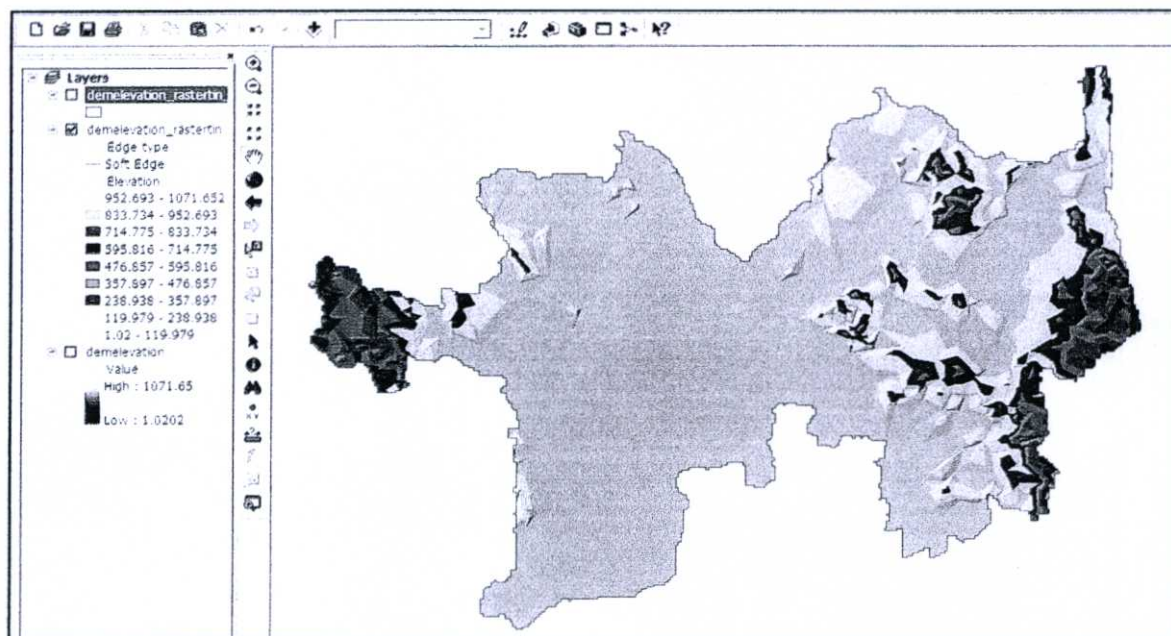 Layers
demelevation_rastertin_
demelevation_rastertin
Edge type
Soft Edge
Elevation
952.693 - 1071.652
833.734 - 952.693
714.775 - 833.734
595.816 - 714.775
476.857 - 595.816
357.897 - 476.857
238.938 - 357.897
119.979 - 238.938
1.02 - 119.979
demelevation
Value
High : 1071.65
Low : 1.0202